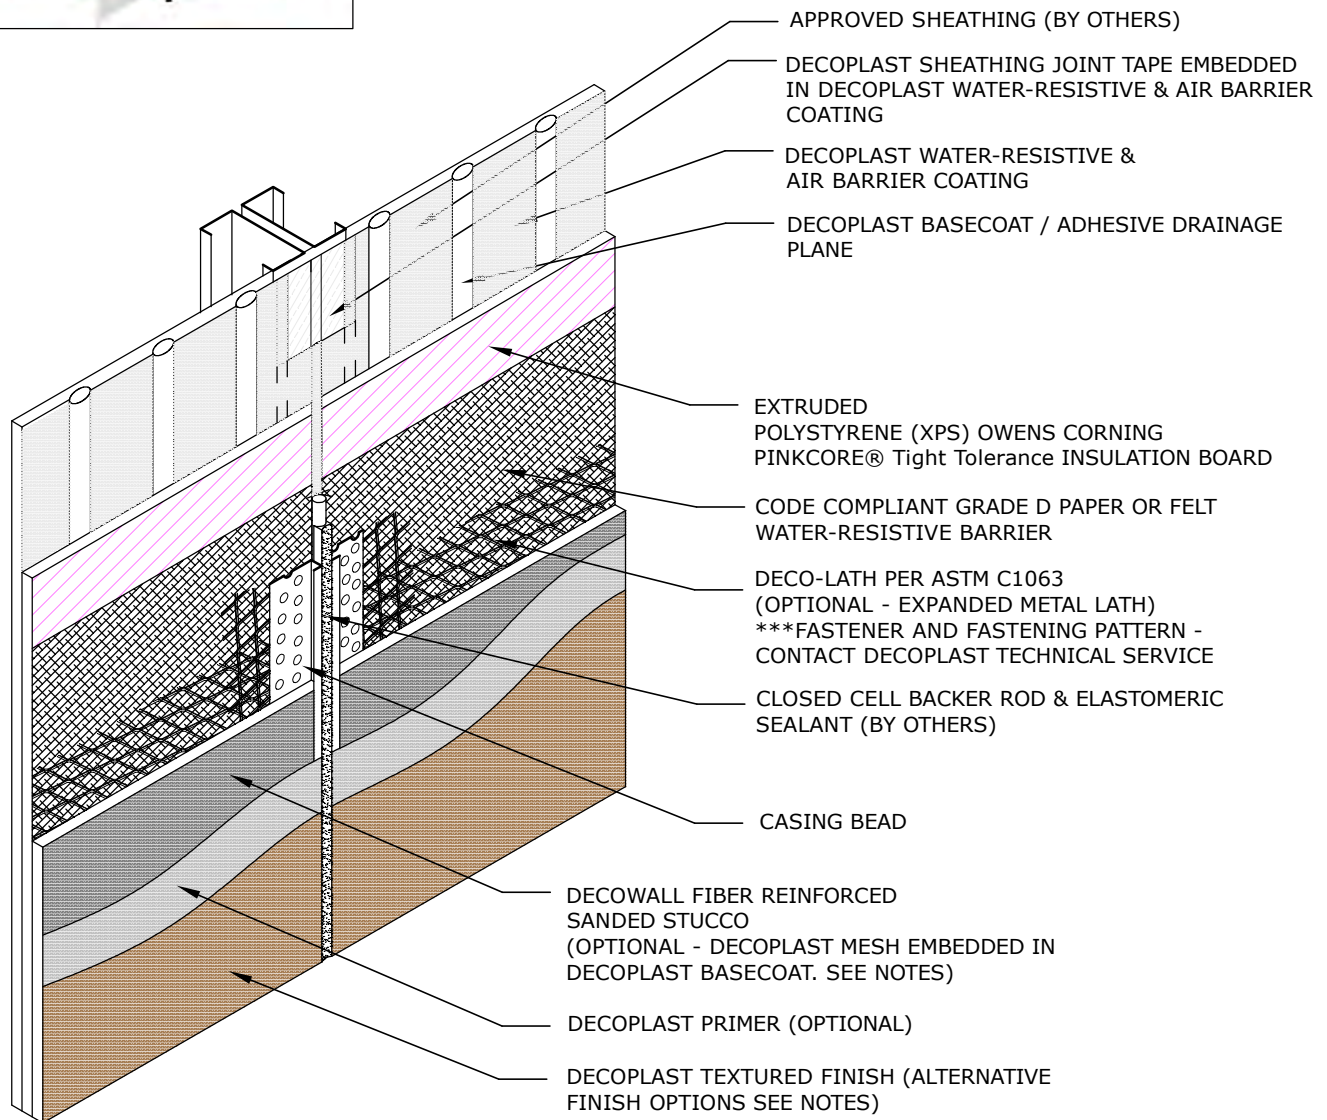 APPROVED SHEATHING (BY OTHERS)
DECOPLAST SHEATHING JOINT TAPE EMBEDDED
IN DECOPLAST WATER-RESISTIVE & AIR BARRIER
COATING
DECOPLAST WATER-RESISTIVE &
AIR BARRIER COATING
DECOPLAST BASECOAT / ADHESIVE DRAINAGE
PLANE
EXTRUDED
POLYSTYRENE (XPS) OWENS CORNING
PINKCORE® Tight Tolerance INSULATION BOARD
CODE COMPLIANT GRADE D PAPER OR FELT
WATER-RESISTIVE BARRIER
DECO-LATH PER ASTM C1063
(OPTIONAL - EXPANDED METAL LATH)
***FASTENER AND FASTENING PATTERN -
CONTACT DECOPLAST TECHNICAL SERVICE
CLOSED CELL BACKER ROD & ELASTOMERIC
SEALANT (BY OTHERS)
CASING BEAD
DECOWALL FIBER REINFORCED
SANDED STUCCO
(OPTIONAL - DECOPLAST MESH EMBEDDED IN
DECOPLAST BASECOAT. SEE NOTES)
DECOPLAST PRIMER (OPTIONAL)
DECOPLAST TEXTURED FINISH (ALTERNATIVE
FINISH OPTIONS SEE NOTES)